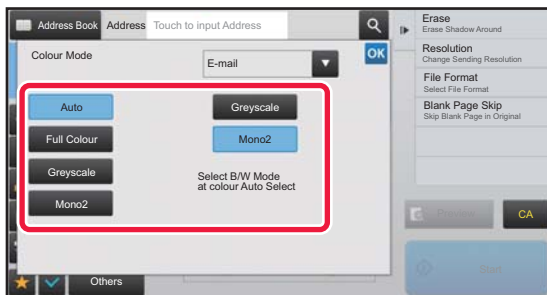 Address Book
Address
Touch to input Address
Colour Mode
E-mail
OK
Auto
Greyscale
Full Colour
Mono2
Greyscale
Select B/W Mode
at colour Auto Select
Mono2
Others
Erase
Erase Shadow Around
Resolution
Change Sending Resolution
File Format
Select File Format
Blank Page Skip
Skip Blank Page in Original
Preview
CA
Start